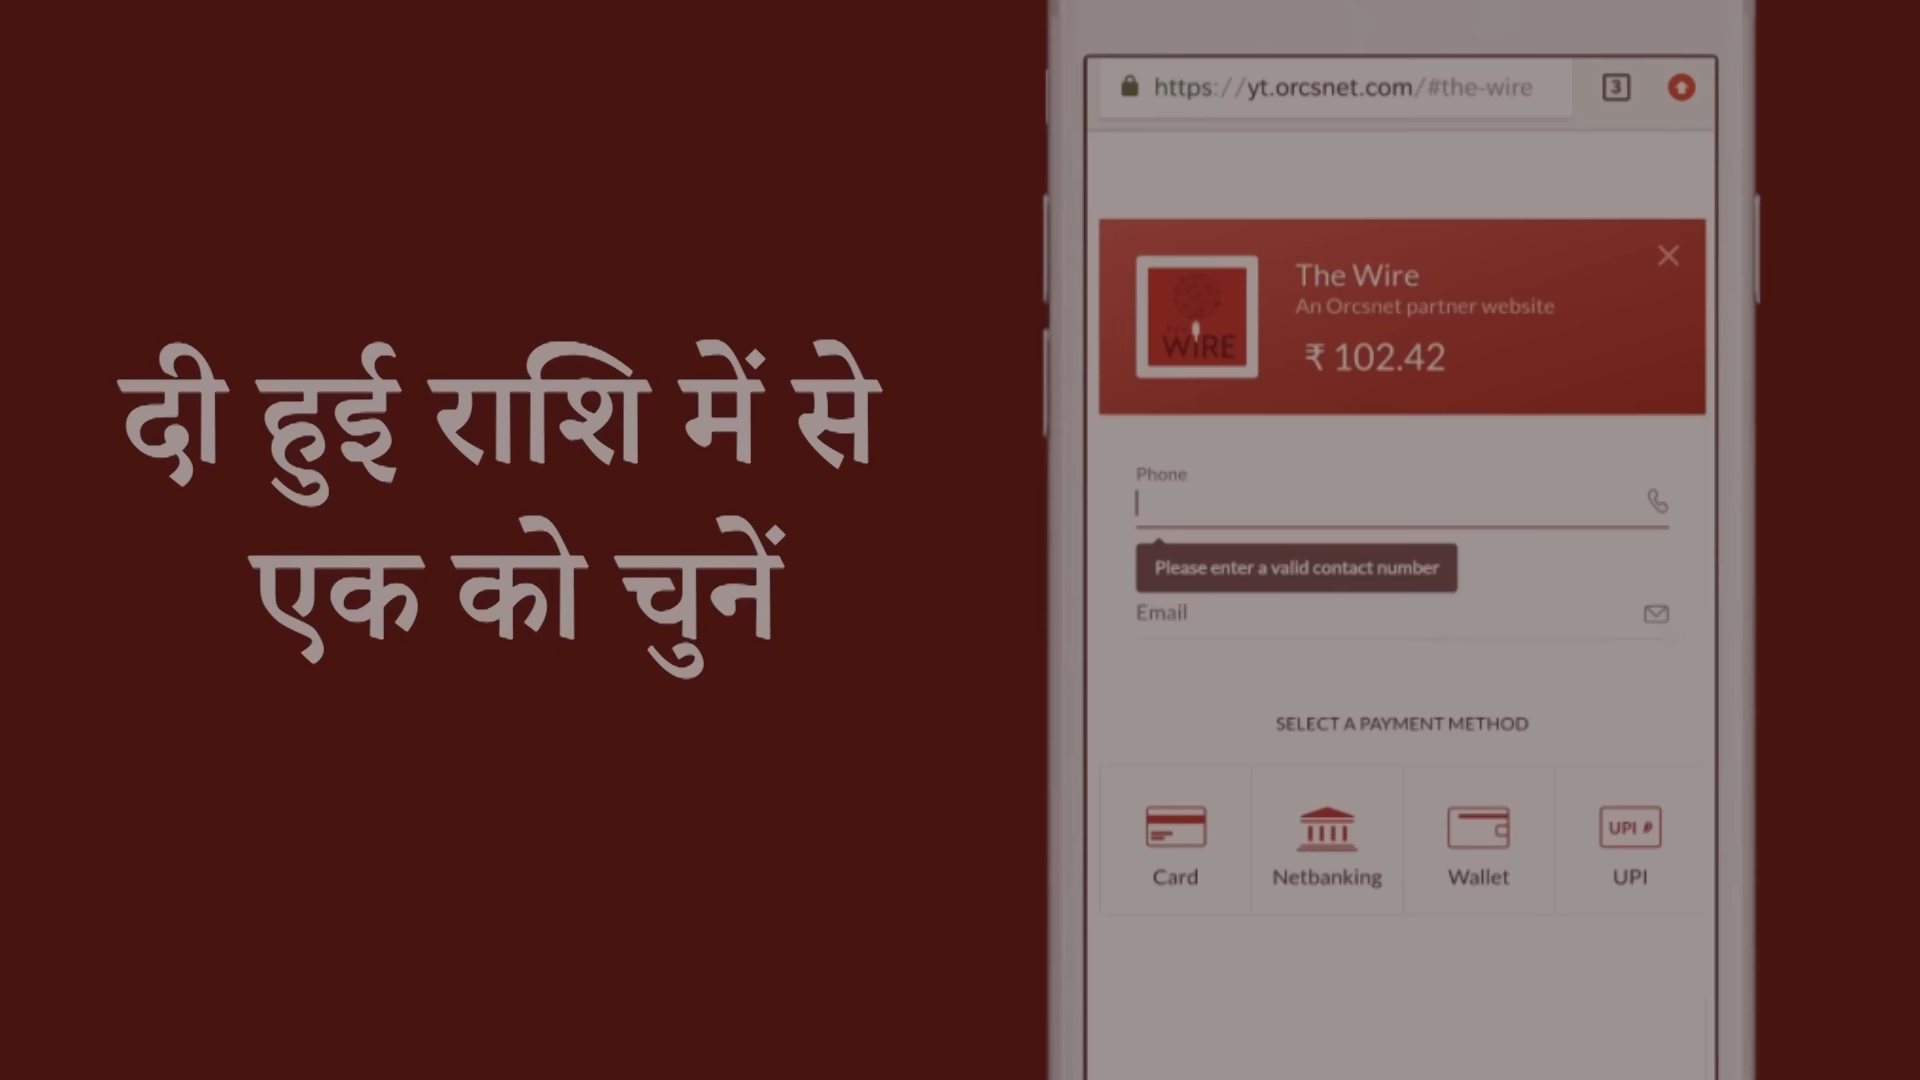 दी हुई राशि में से
एक को चुनें
https://yt.orcsnet.com/#the-wire
3
The Wire
An Orcsnet partner website
₹ 102.42
WIRE
Phone
Please enter a valid contact number
Email
SELECT A PAYMENT METHOD
Card
Netbanking
Wallet
UPI
UPI